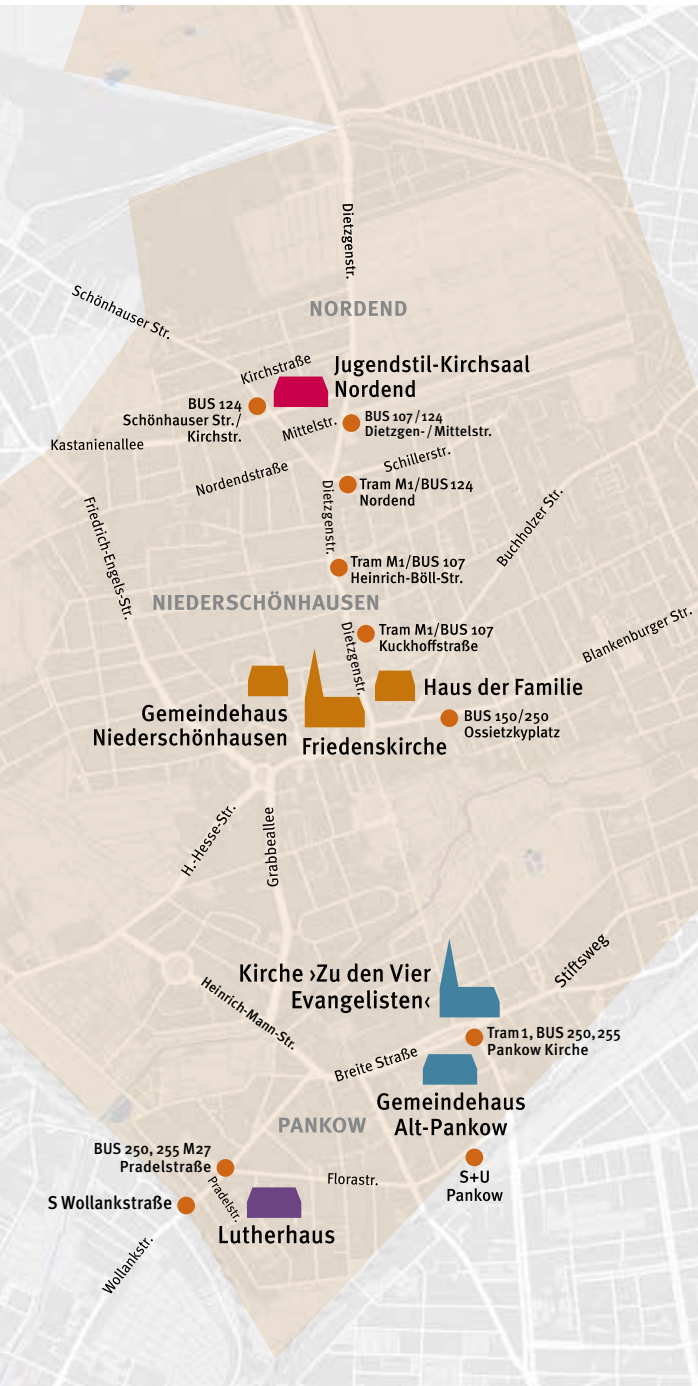 Dietzgenstr.
Schönhauser Str.
NORDEND
Kirchstraße
Jugendstil-Kirchsaal
Nordend
BUS 124
Schönhauser Str./
Kirchstr.
BUS 107/124
Dietzgen-/Mittelstr.
Mittelstr.
Kastanienallee
Schillerstr.
Nordendstraße
Tram M1/BUS 124
Nordend
Dietzgenstr.
Friedrich-Engels-Str.
Buchholzer Str.
Tram M1/BUS 107
Heinrich-Böll-Str.
NIEDERSCHÖNHAUSEN
Tram M1/BUS 107
Kuckhoffstraße
Dietzgenstr.
Blankenburger Str.
Haus der Familie
Gemeindehaus
Niederschönhausen
BUS 150/250
Ossietzkyplatz
Friedenskirche
H.-Hesse-Str.
Grabbeallee
Stiftsweg
Kirche ›Zu den Vier
Evangelisten‹
Heinrich-Mann-Str.
Tram 1, BUS 250, 255
Pankow Kirche
Breite Straße
Gemeindehaus
Alt-Pankow
PANKOW
BUS 250, 255 M27
Pradelstraße
S+U
Pankow
Florastr.
Pradelstr.
S Wollankstraße
Lutherhaus
Wollankstr.